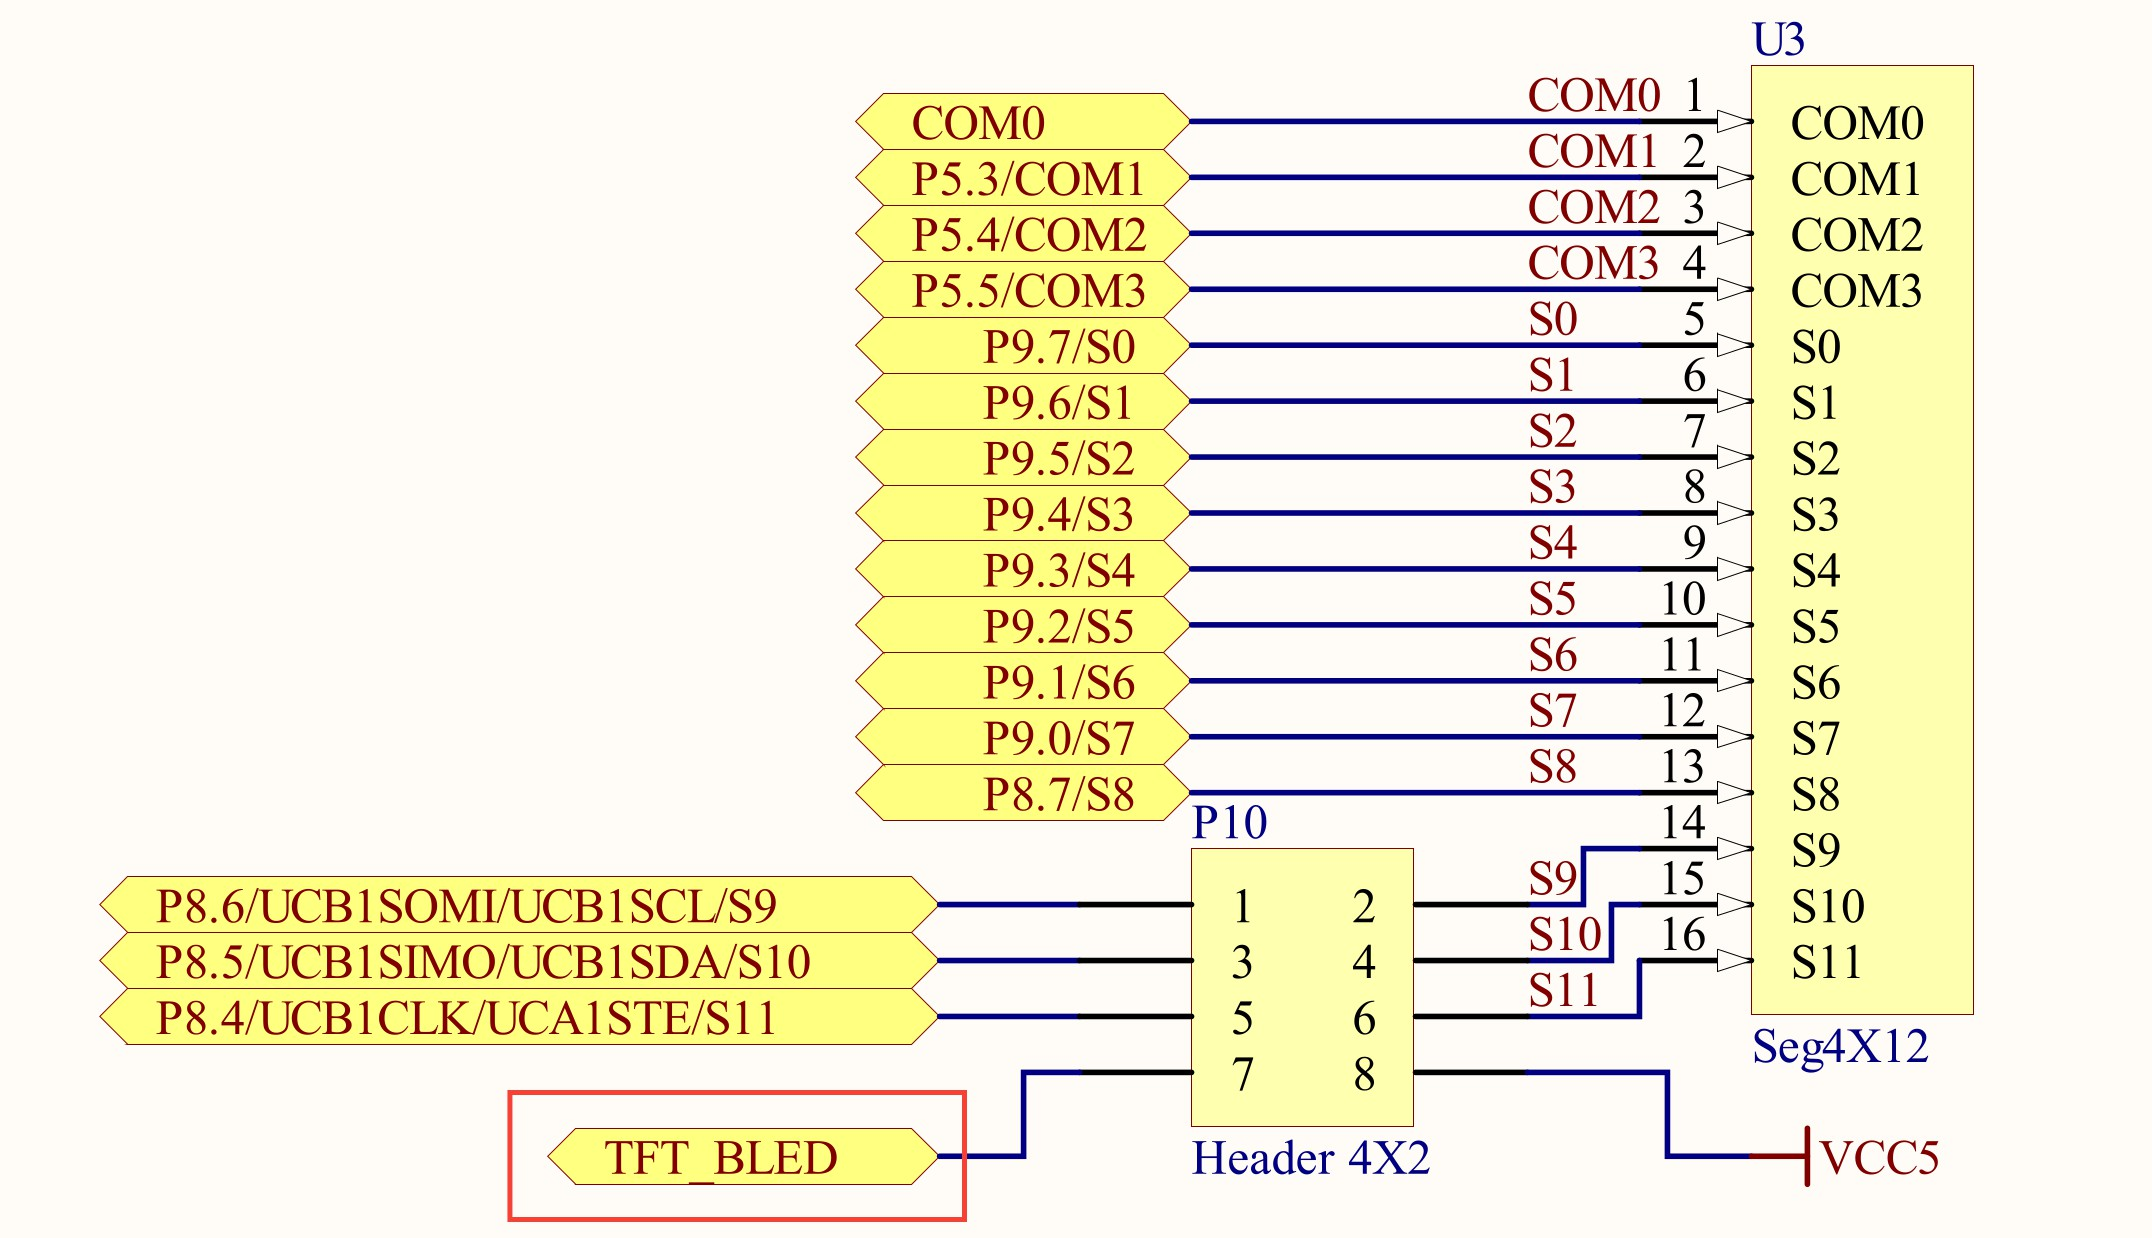 U3
COM0 COM0 1 COM0
P5.3/COM1 COM1 2 COM1
P5.4/COM2 COM2 3 COM2
P5.5/COM3 COM3 4 COM3
P9.7/S0 S0 5 S0
P9.6/S1 S1 6 S1
P9.5/S2 S2 7 S2
P9.4/S3 S3 8 S3
P9.3/S4 S4 9 S4
P9.2/S5 S5 10 S5
P9.1/S6 S6 11 S6
P9.0/S7 S7 12 S7
P8.7/S8 S8 13 S8
P10 14 S9
P8.6/UCB1SOMI/UCB1SCL/S9 1 2 S9 15 S10
P8.5/UCB1SIMO/UCB1SDA/S10 3 4 S10 16 S11
P8.4/UCB1CLK/UCA1STE/S11 5 6 S11
7 8 Seg4X12
TFT_BLED Header 4X2 VCC5